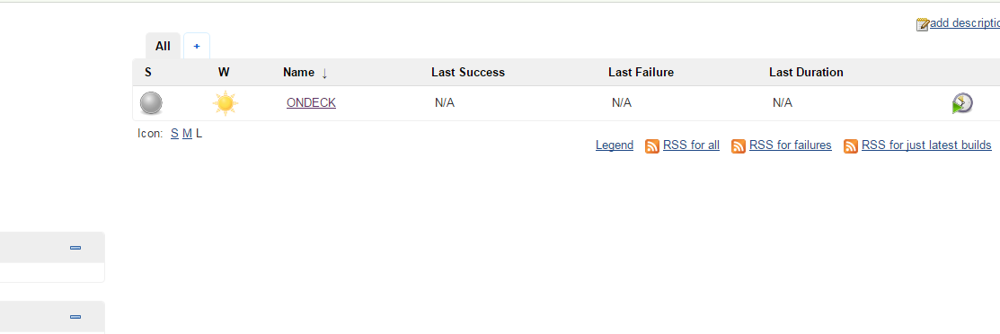 add descriptio
All +
S W Name ↓ Last Success Last Failure Last Duration
ONDECK N/A N/A N/A
Icon: S M L
Legend RSS for all RSS for failures RSS for just latest builds